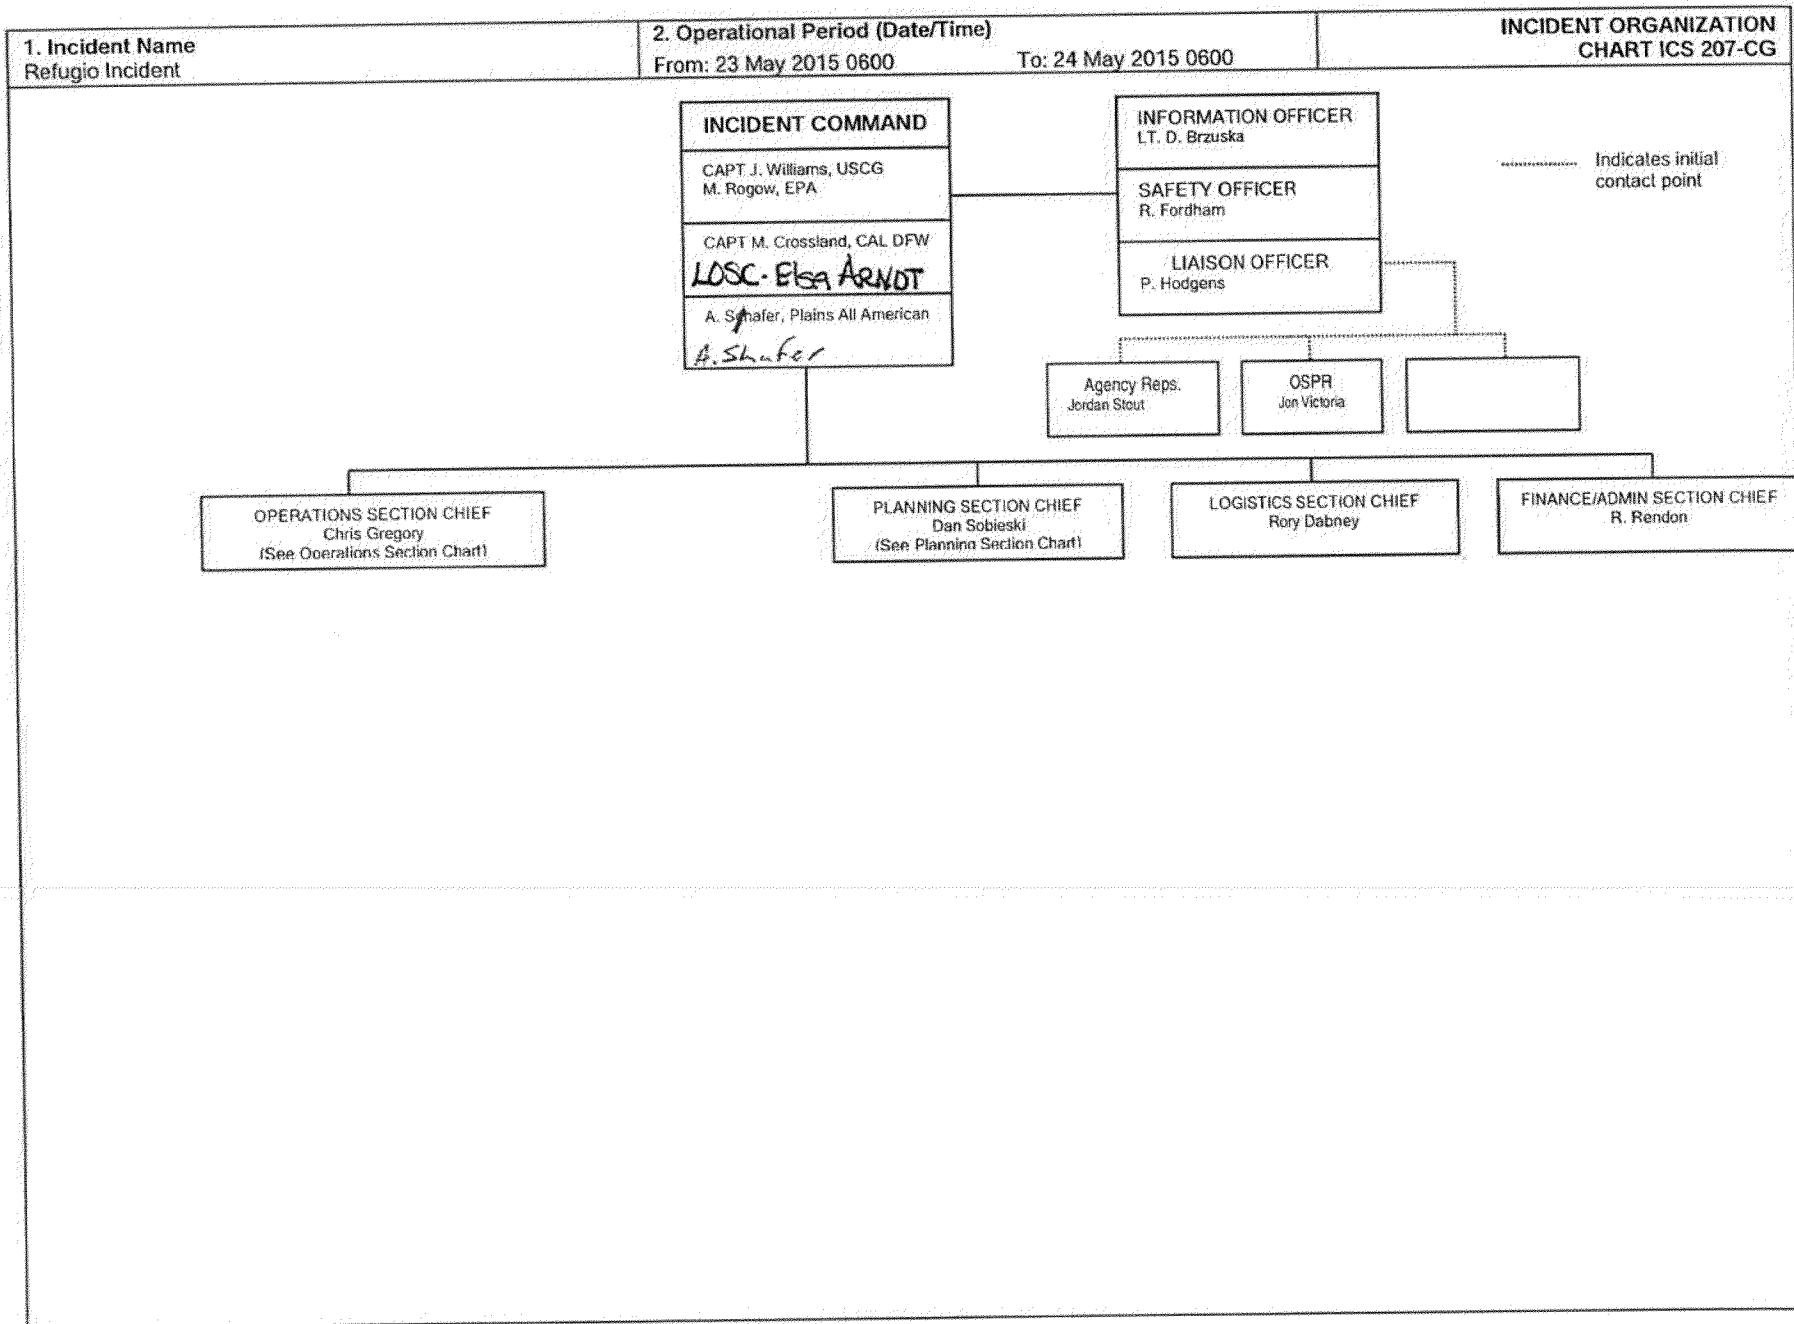 1. Incident Name
Refugio Incident
2. Operational Period (Date/Time)
From: 23 May 2015 0600 To: 24 May 2015 0600
INCIDENT ORGANIZATION
CHART ICS 207-CG
INCIDENT COMMAND
CAPT J. Williams, USCG
M. Rogow, EPA
CAPT M. Crossland, CAL DFW
LOSC - Elsa ARNDT
A. Schafer, Plains All American
A. Shafer
INFORMATION OFFICER
LT. D. Brzuska
SAFETY OFFICER
R. Fordham
LIAISON OFFICER
P. Hodgens
Indicates initial
contact point
Agency Reps.
Jordan Stout
OSPR
Jon Victoria
OPERATIONS SECTION CHIEF
Chris Gregory
(See Operations Section Chart)
PLANNING SECTION CHIEF
Dan Sobieski
(See Planning Section Chart)
LOGISTICS SECTION CHIEF
Rory Dabney
FINANCE/ADMIN SECTION CHIEF
R. Rendon